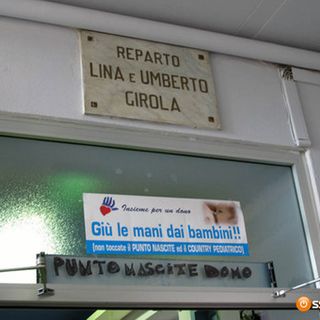 REPARTO
LINA E UMBERTO
GIROLA
Insieme per un dono
Giù le mani dai bambini!!
(non toccate il PUNTO NASCITE ed il COUNTRY PEDIATRICO)
PUNTO NASCITE DOMO